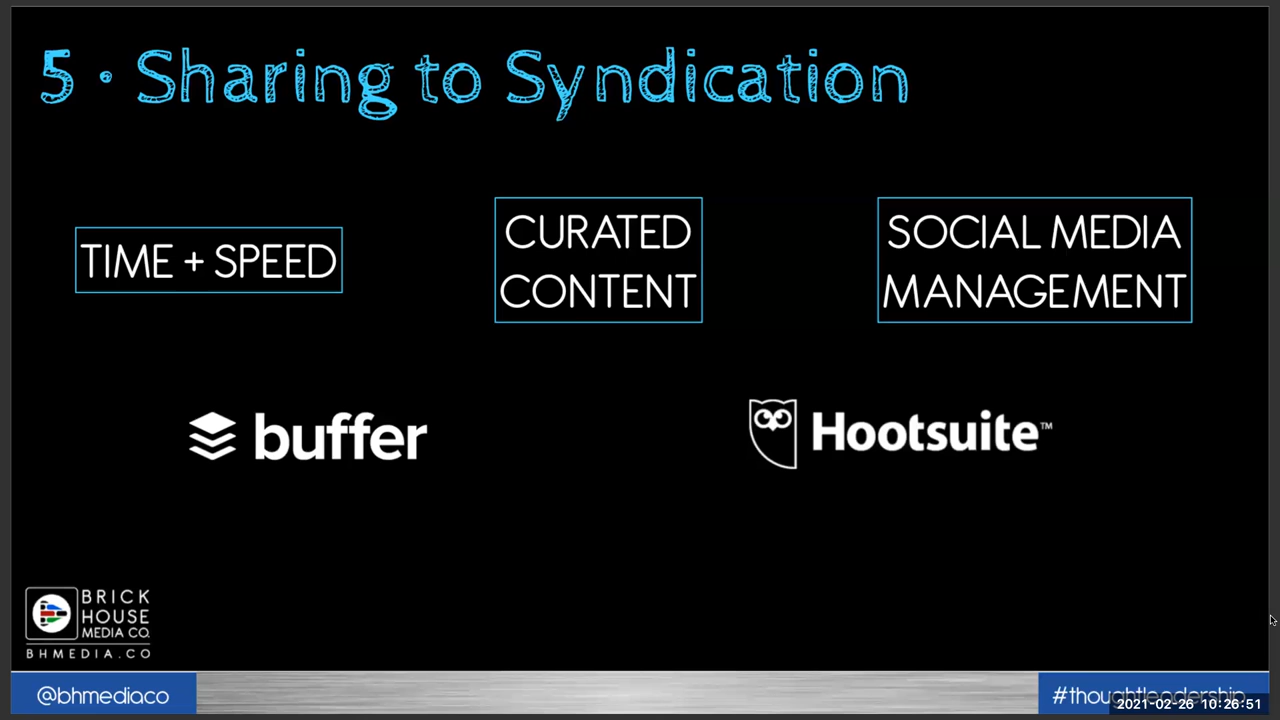 5 · Sharing to Syndication
TIME + SPEED
CURATED
CONTENT
SOCIAL MEDIA
MANAGEMENT
buffer
Hootsuite™
BRICK
HOUSE
MEDIA CO.
BHMEDIA.CO
@bhmediaco
#thoughtleadership
2021-02-26 10:26:51